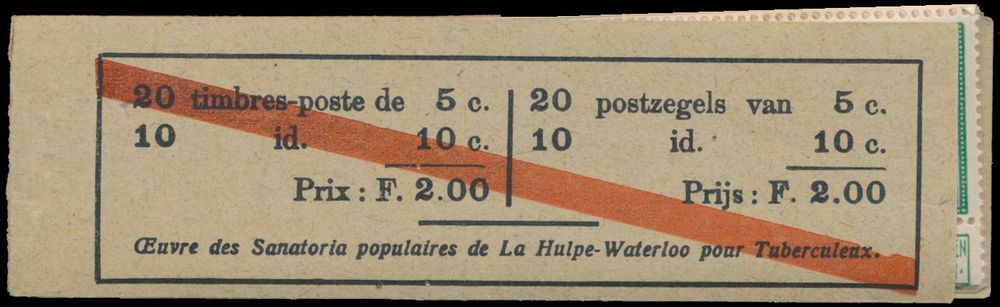 20 timbres-poste de 5 c.
10 id. 10 c.
Prix : F. 2.00
20 postzegels van 5 c.
10 id. 10 c.
Prijs : F. 2.00
Œuvre des Sanatoria populaires de La Hulpe-Waterloo pour Tuberculeux.
EN